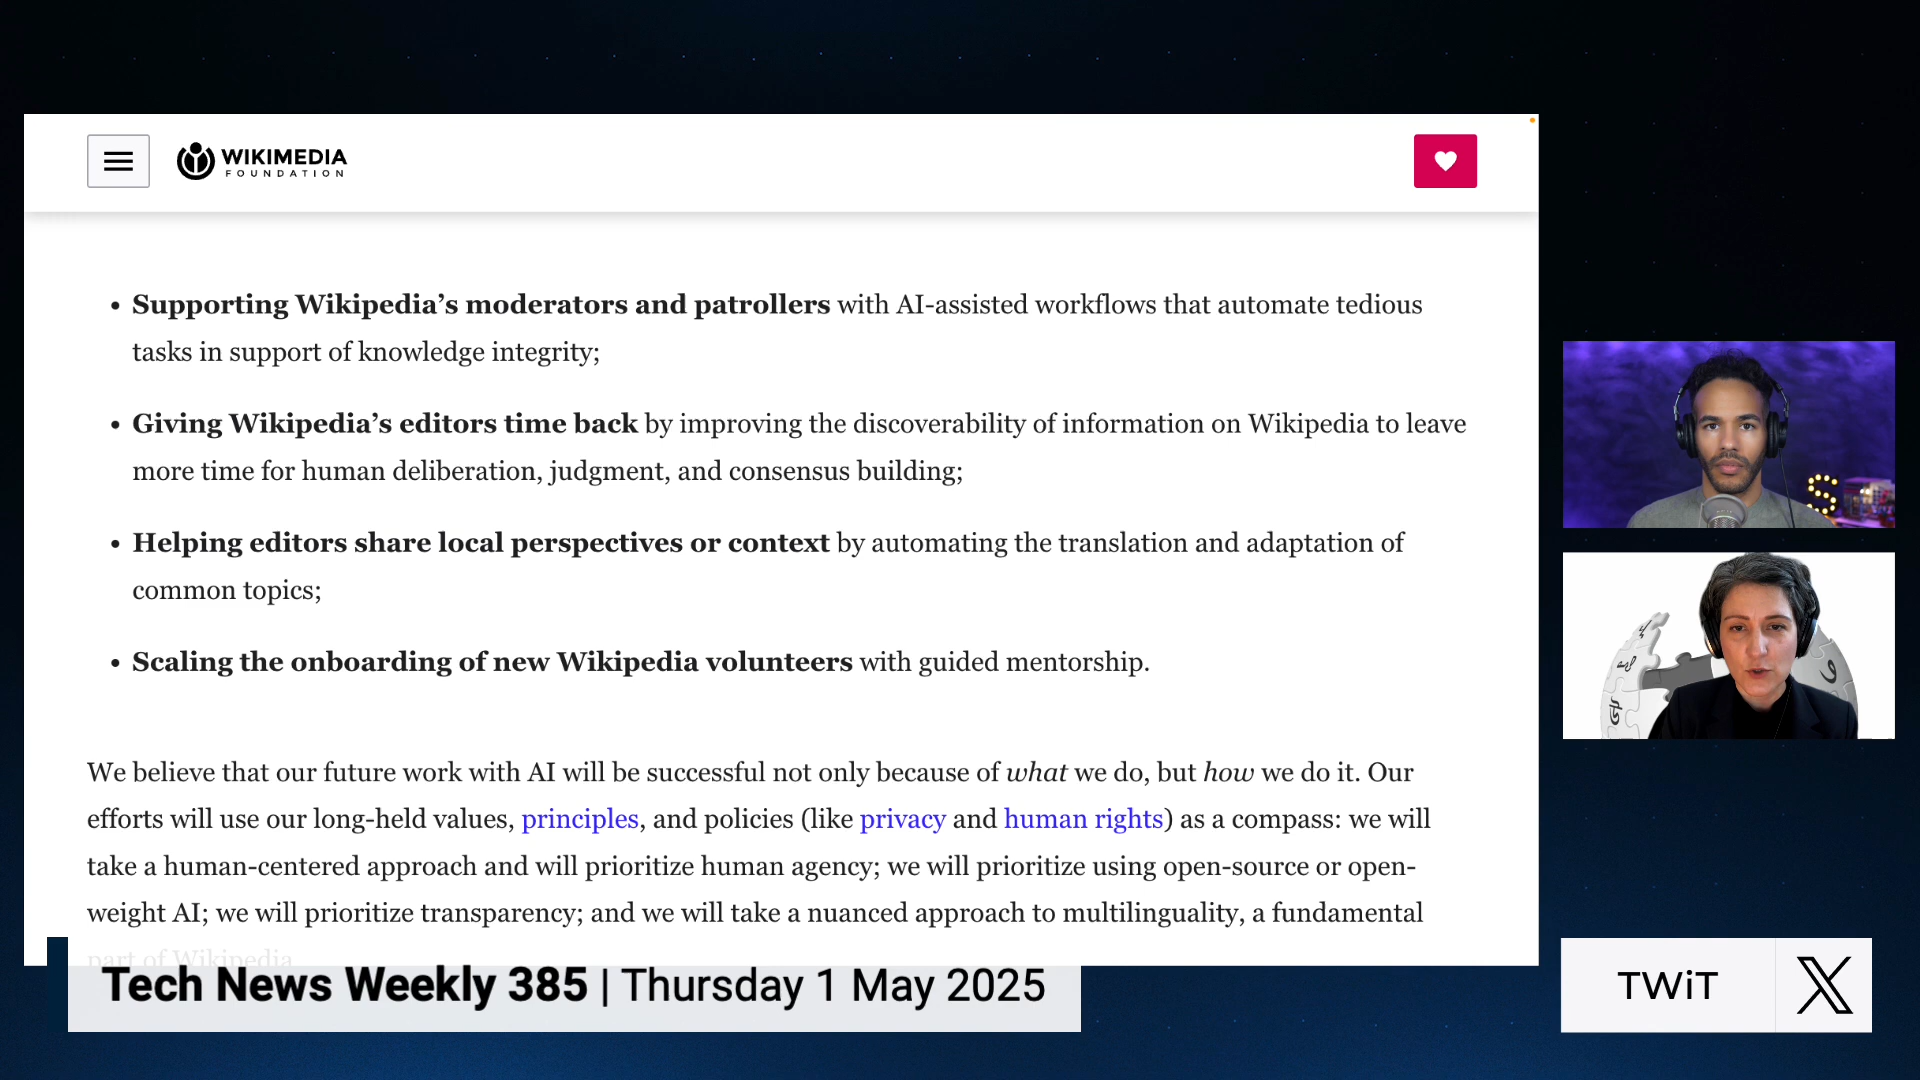 WIKIMEDIA
FOUNDATION
• Supporting Wikipedia’s moderators and patrollers with AI-assisted workflows that automate tedious
tasks in support of knowledge integrity;
• Giving Wikipedia’s editors time back by improving the discoverability of information on Wikipedia to leave
more time for human deliberation, judgment, and consensus building;
• Helping editors share local perspectives or context by automating the translation and adaptation of
common topics;
• Scaling the onboarding of new Wikipedia volunteers with guided mentorship.
We believe that our future work with AI will be successful not only because of what we do, but how we do it. Our
efforts will use our long-held values, principles, and policies (like privacy and human rights) as a compass: we will
take a human-centered approach and will prioritize human agency; we will prioritize using open-source or open-
weight AI; we will prioritize transparency; and we will take a nuanced approach to multilinguality, a fundamental
part of Wikipedia
S
Tech News Weekly 385 | Thursday 1 May 2025
TWiT
X